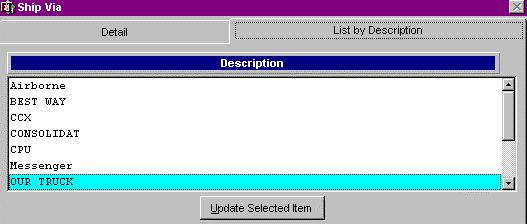 Ship Via
Detail
List by Description
Description
Airborne
BEST WAY
CCX
CONSOLIDAT
CPU
Messenger
OUR TRUCK
Update Selected Item